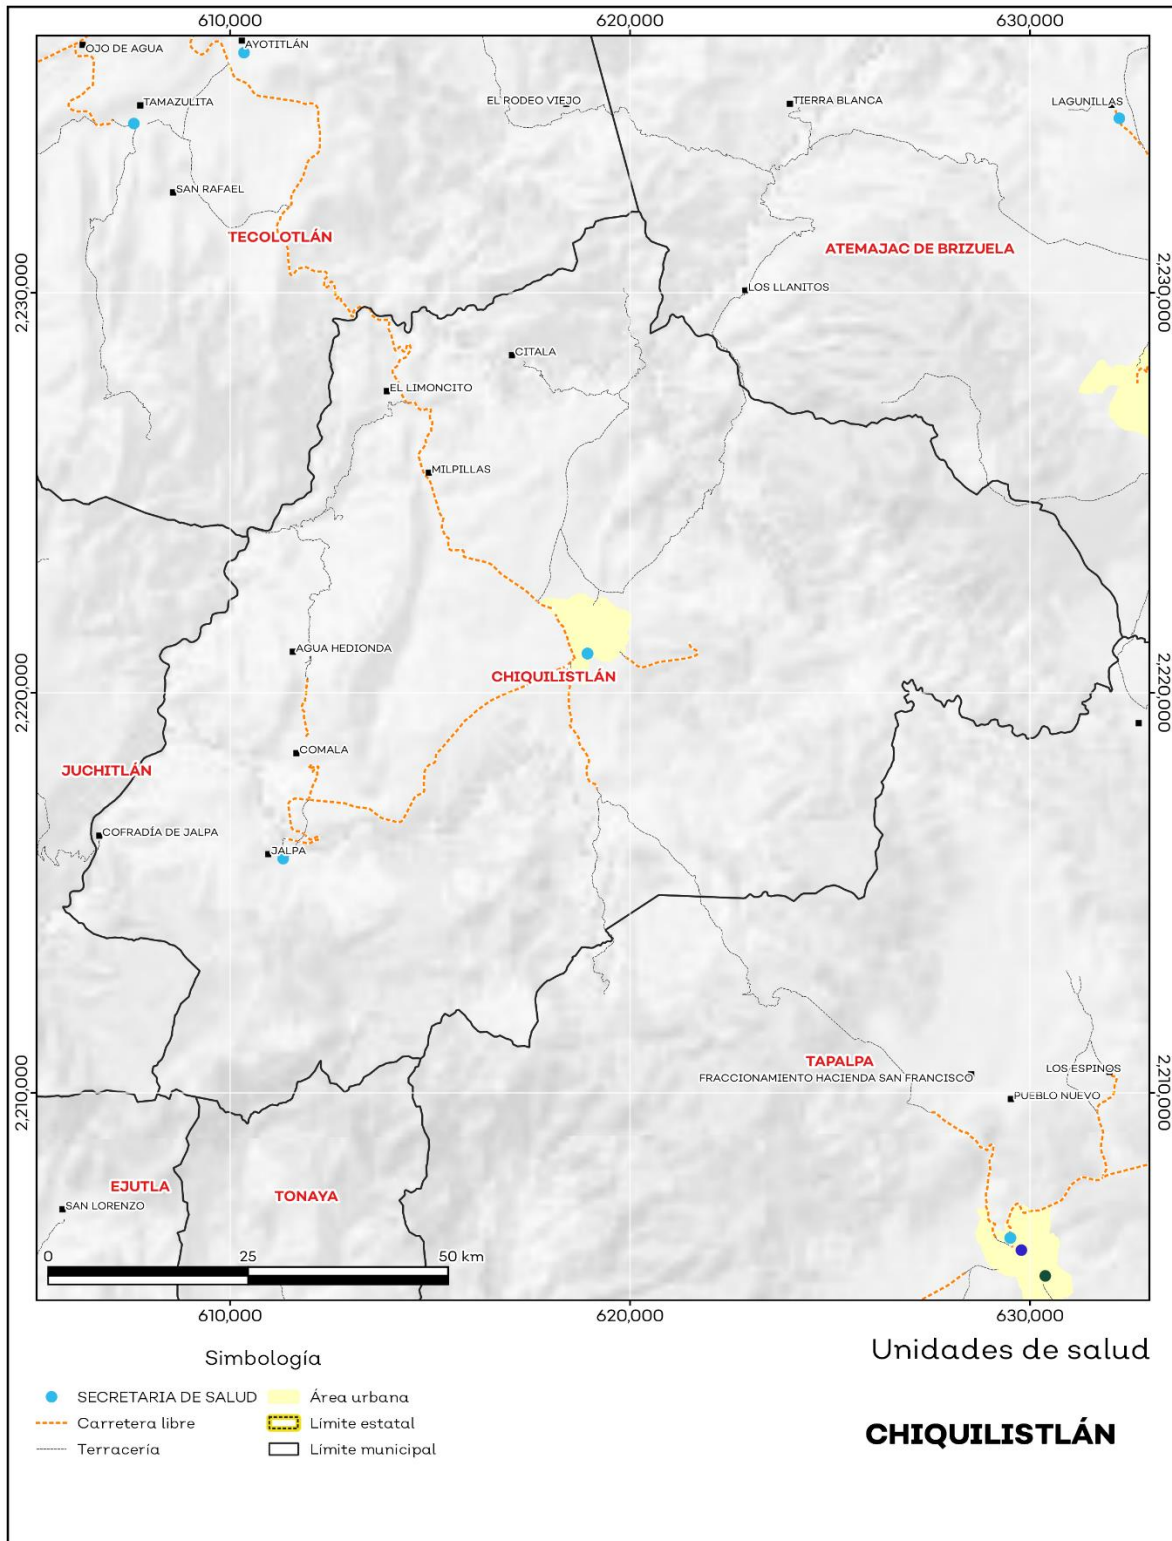 610,000
620,000
630,000
OJO DE AGUA
AYOTITLÁN
TAMAZULITA
EL RODEO VIEJO
TIERRA BLANCA
LAGUNILLAS
SAN RAFAEL
TECOLOTLÁN
ATEMAJAC DE BRIZUELA
2,230,000
2,230,000
LOS LLANITOS
CITALA
EL LIMONCITO
MILPILLAS
AGUA HEDIONDA
CHIQUILISTLÁN
2,220,000
2,220,000
COMALA
JUCHITLÁN
COFRADÍA DE JALPA
JALPA
TAPALPA
FRACCIONAMIENTO HACIENDA SAN FRANCISCO
LOS ESPINOS
PUEBLO NUEVO
2,210,000
2,210,000
EJUTLA
TONAYA
SAN LORENZO
0
25
50 km
610,000
620,000
630,000
Simbología
Unidades de salud
SECRETARIA DE SALUD
Área urbana
Carretera libre
Límite estatal
Terracería
Límite municipal
CHIQUILISTLÁN